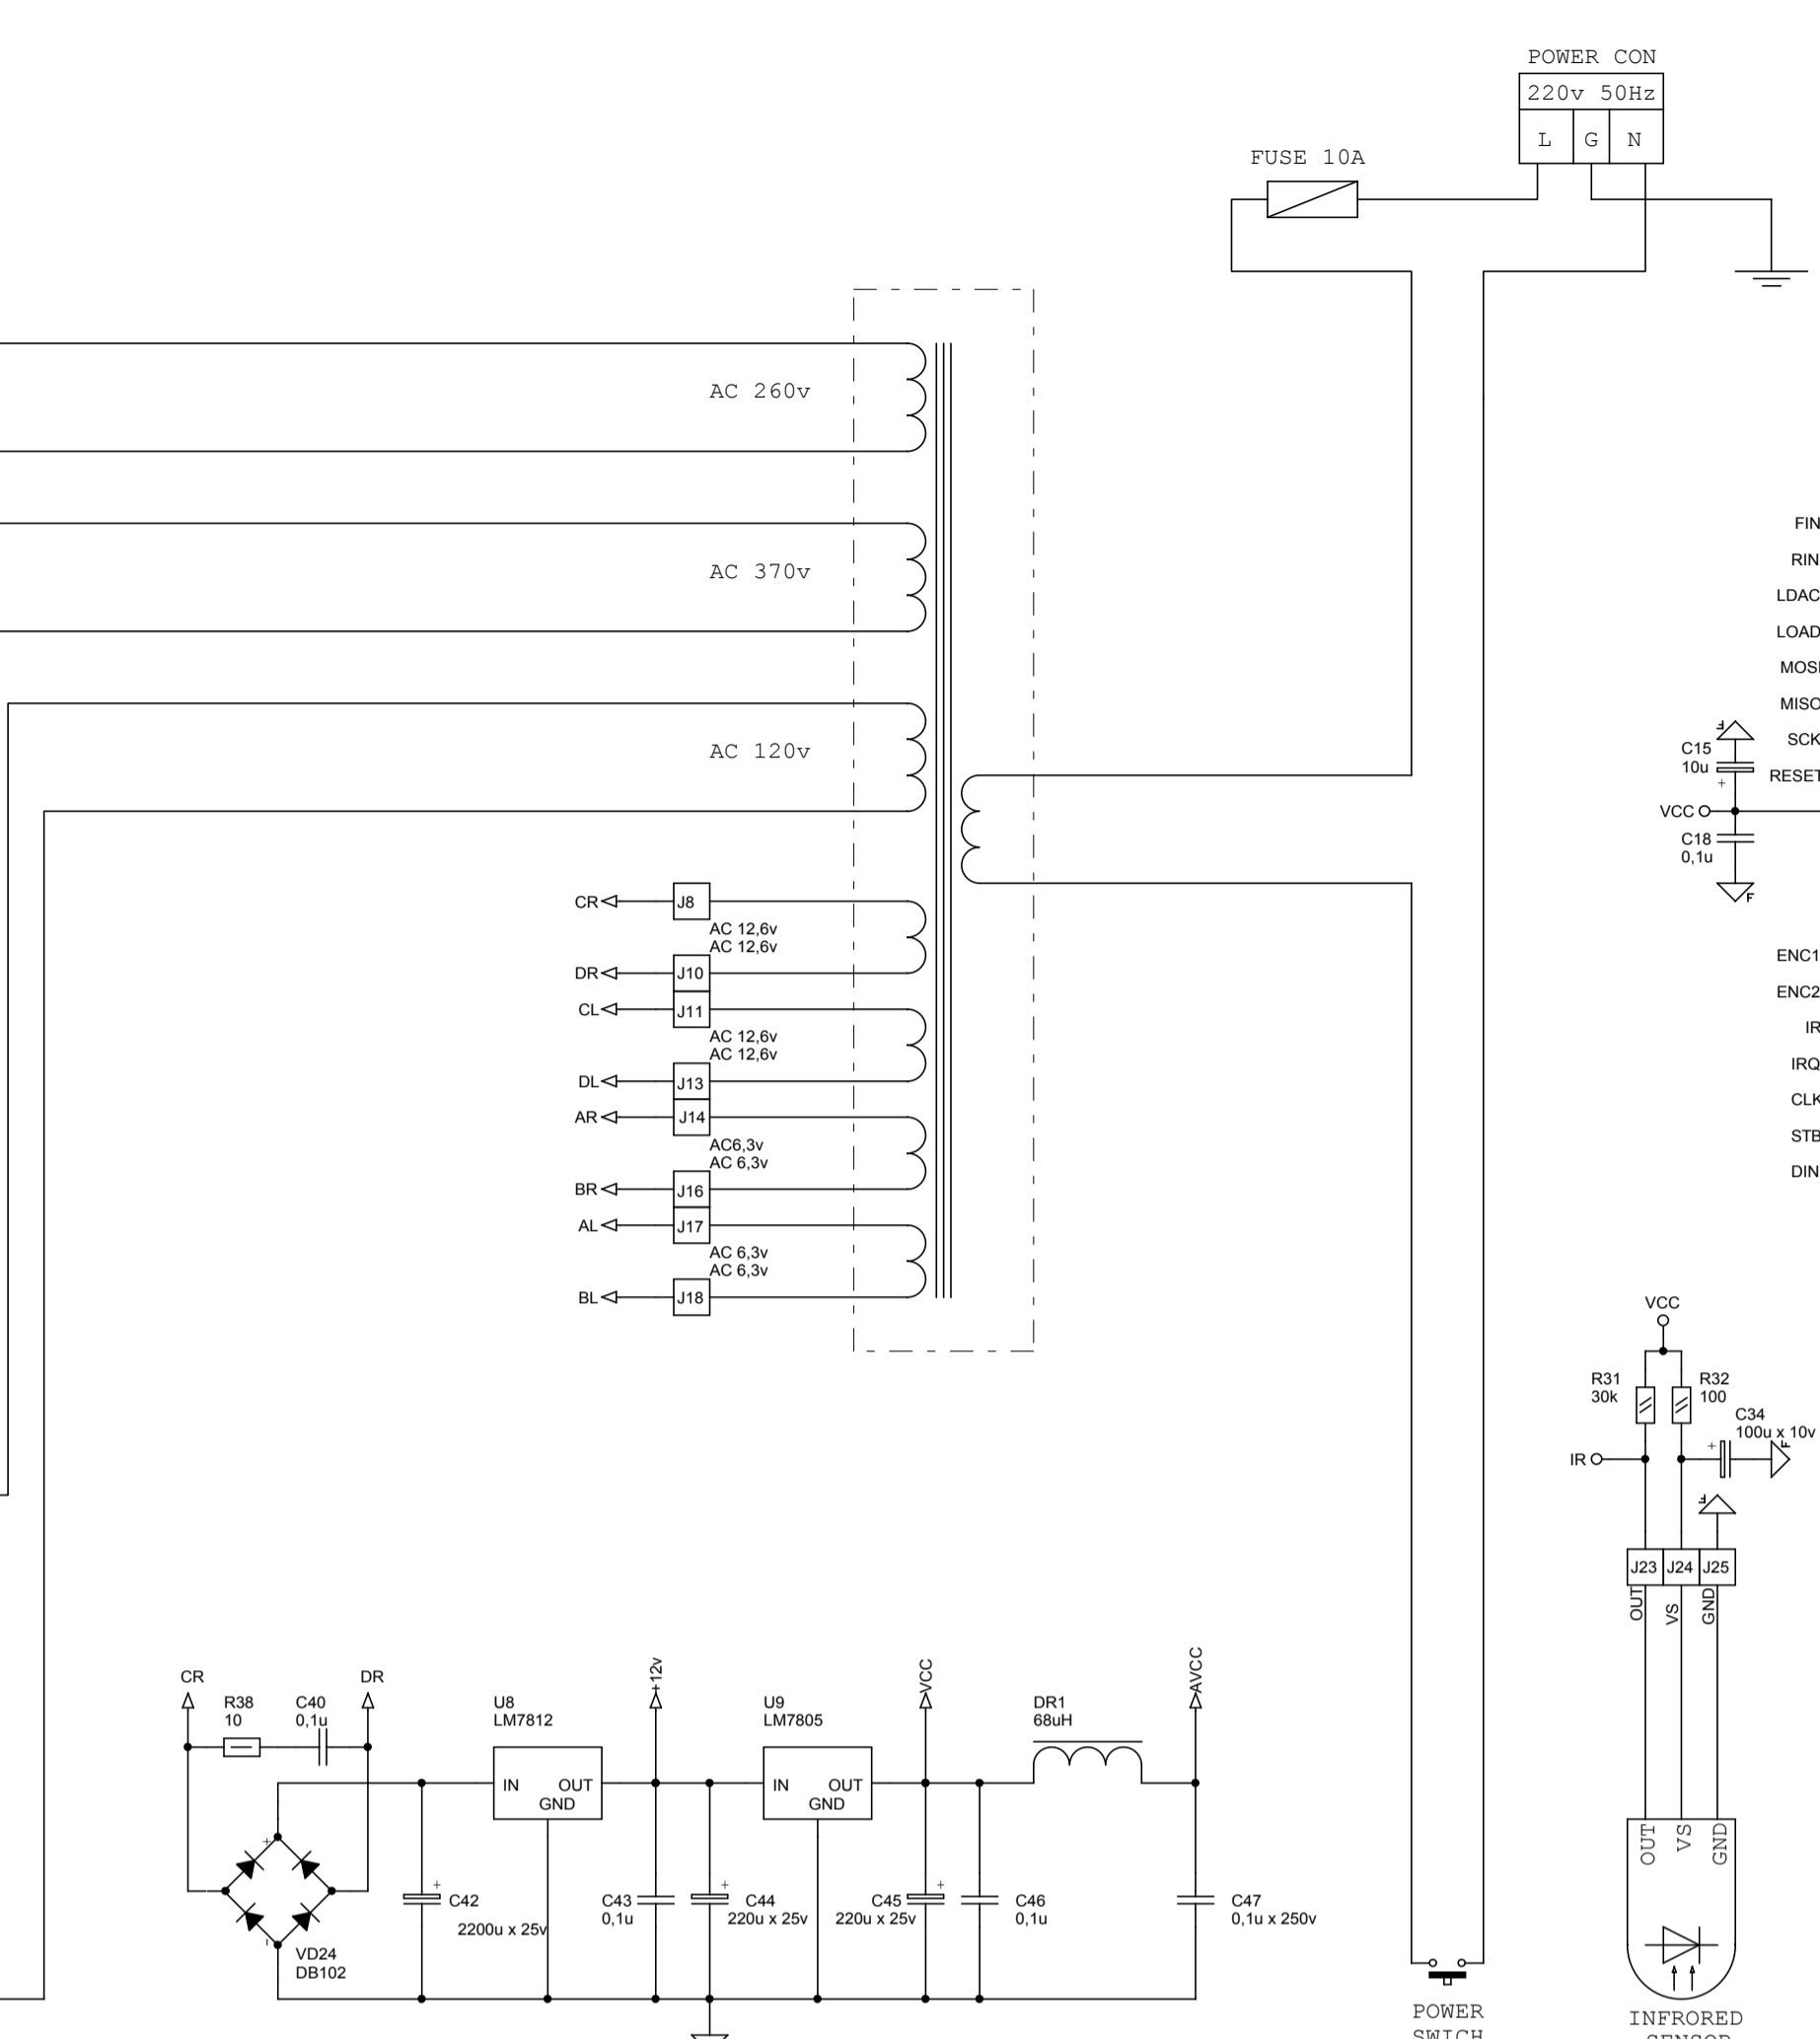 POWER CON
220v 50Hz
L G N
FUSE 10A
AC 260v
AC 370v
AC 120v
FIN
RIN
LDAC
LOAD
MOSI
MISO
SCK
RESET
C15
10u
+
F
VCC
C18
0,1u
F
CR
J8
AC 12,6v
AC 12,6v
DR
J10
CL
J11
AC 12,6v
AC 12,6v
DL
J13
AR
J14
AC6,3v
AC 6,3v
BR
J16
AL
J17
AC 6,3v
AC 6,3v
BL
J18
ENC1
ENC2
IR
IRQ
CLK
STB
DIN
VCC
R31
30k
R32
100
C34
100u x 10v
+
F
IR
F
J23 J24 J25
OUT VS GND
OUT VS GND
INFRORED
SENSOR
CR
DR
R38
10
C40
0,1u
U8
LM7812
IN OUT
GND
+12v
U9
LM7805
IN OUT
GND
VCC
DR1
68uH
AVCC
+
-
VD24
DB102
+
C42
2200u x 25v
C43
0,1u
+
C44
220u x 25v
+
C45
220u x 25v
C46
0,1u
C47
0,1u x 250v
POWER
SWICH